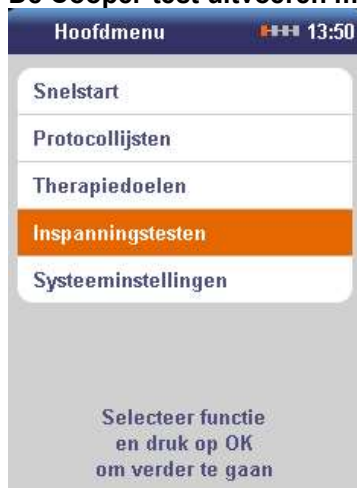 De Cooper test uitvoeren
Hoofdmenu 13:50
Snelstart
Protocollijsten
Therapiedoelen
Inspanningstesten
Systeeminstellingen
Selecteer functie
en druk op OK
om verder te gaan